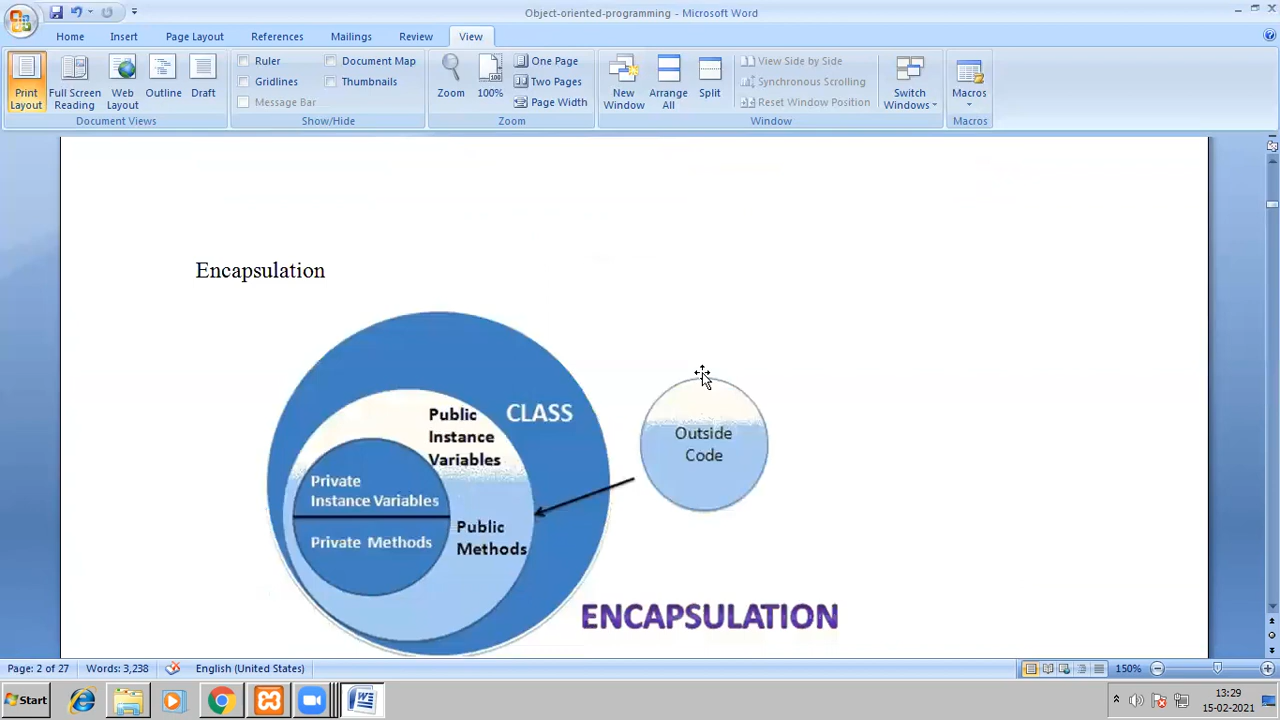 Object-oriented-programming - Microsoft Word
Home Insert Page Layout References Mailings Review View
Print Layout
Full Screen Reading
Web Layout
Outline
Draft
Document Views
Ruler
Gridlines
Message Bar
Document Map
Thumbnails
Show/Hide
Zoom
100%
One Page
Two Pages
Page Width
Zoom
New Window
Arrange All
Split
View Side by Side
Synchronous Scrolling
Reset Window Position
Switch Windows
Window
Macros
Macros
Encapsulation
CLASS
Public
Instance
Variables
Private
Instance Variables
Private Methods
Public
Methods
Outside
Code
ENCAPSULATION
Page: 2 of 27 Words: 3,238 English (United States) 150%
Start 13:29
15-02-2021